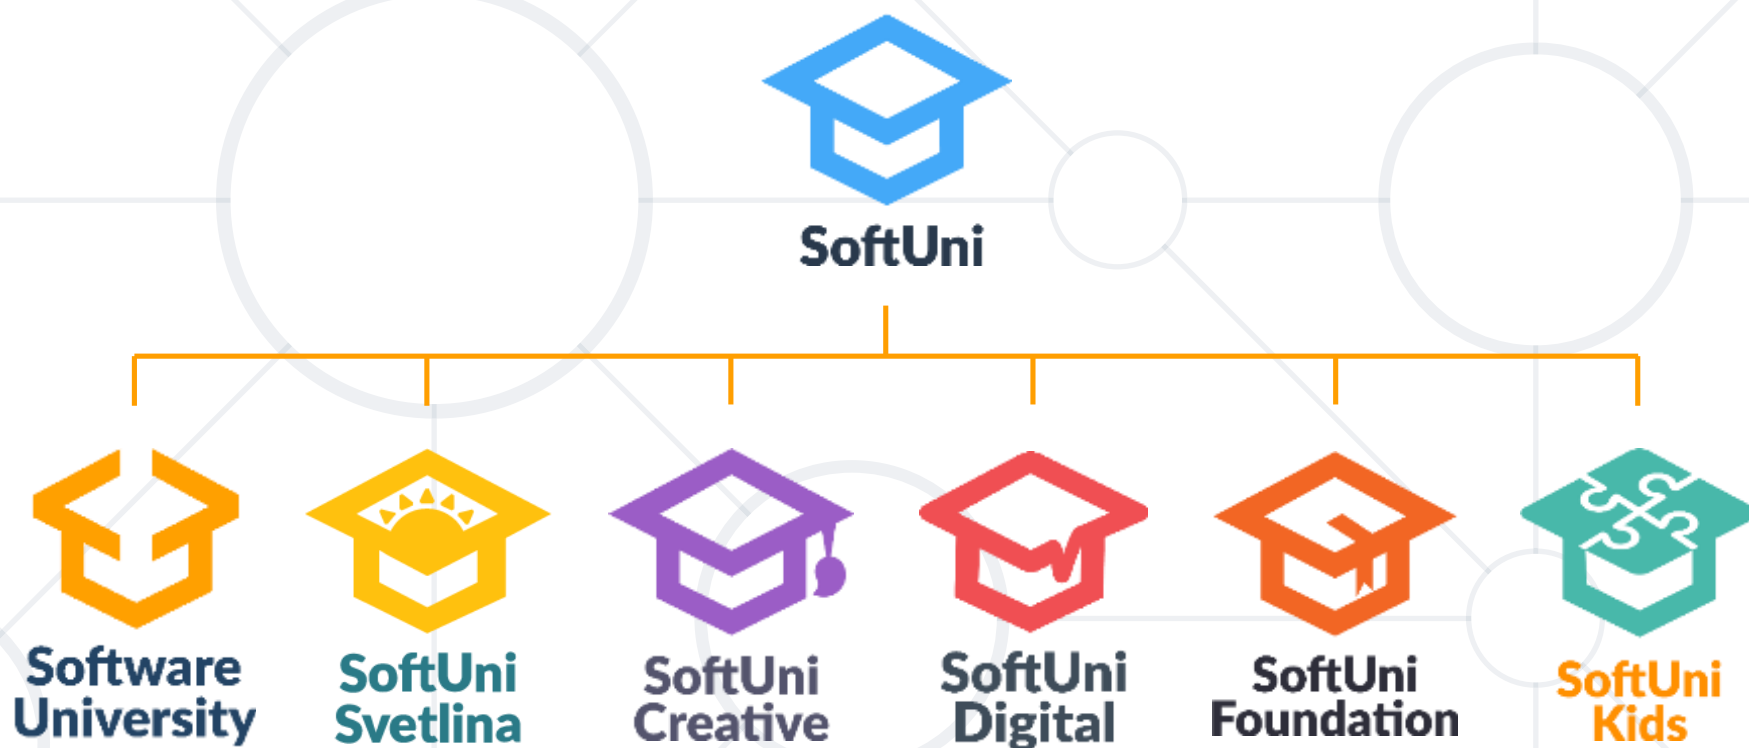 SoftUni
Software
University
SoftUni
Svetlina
SoftUni
Creative
SoftUni
Digital
SoftUni
Foundation
SoftUni
Kids